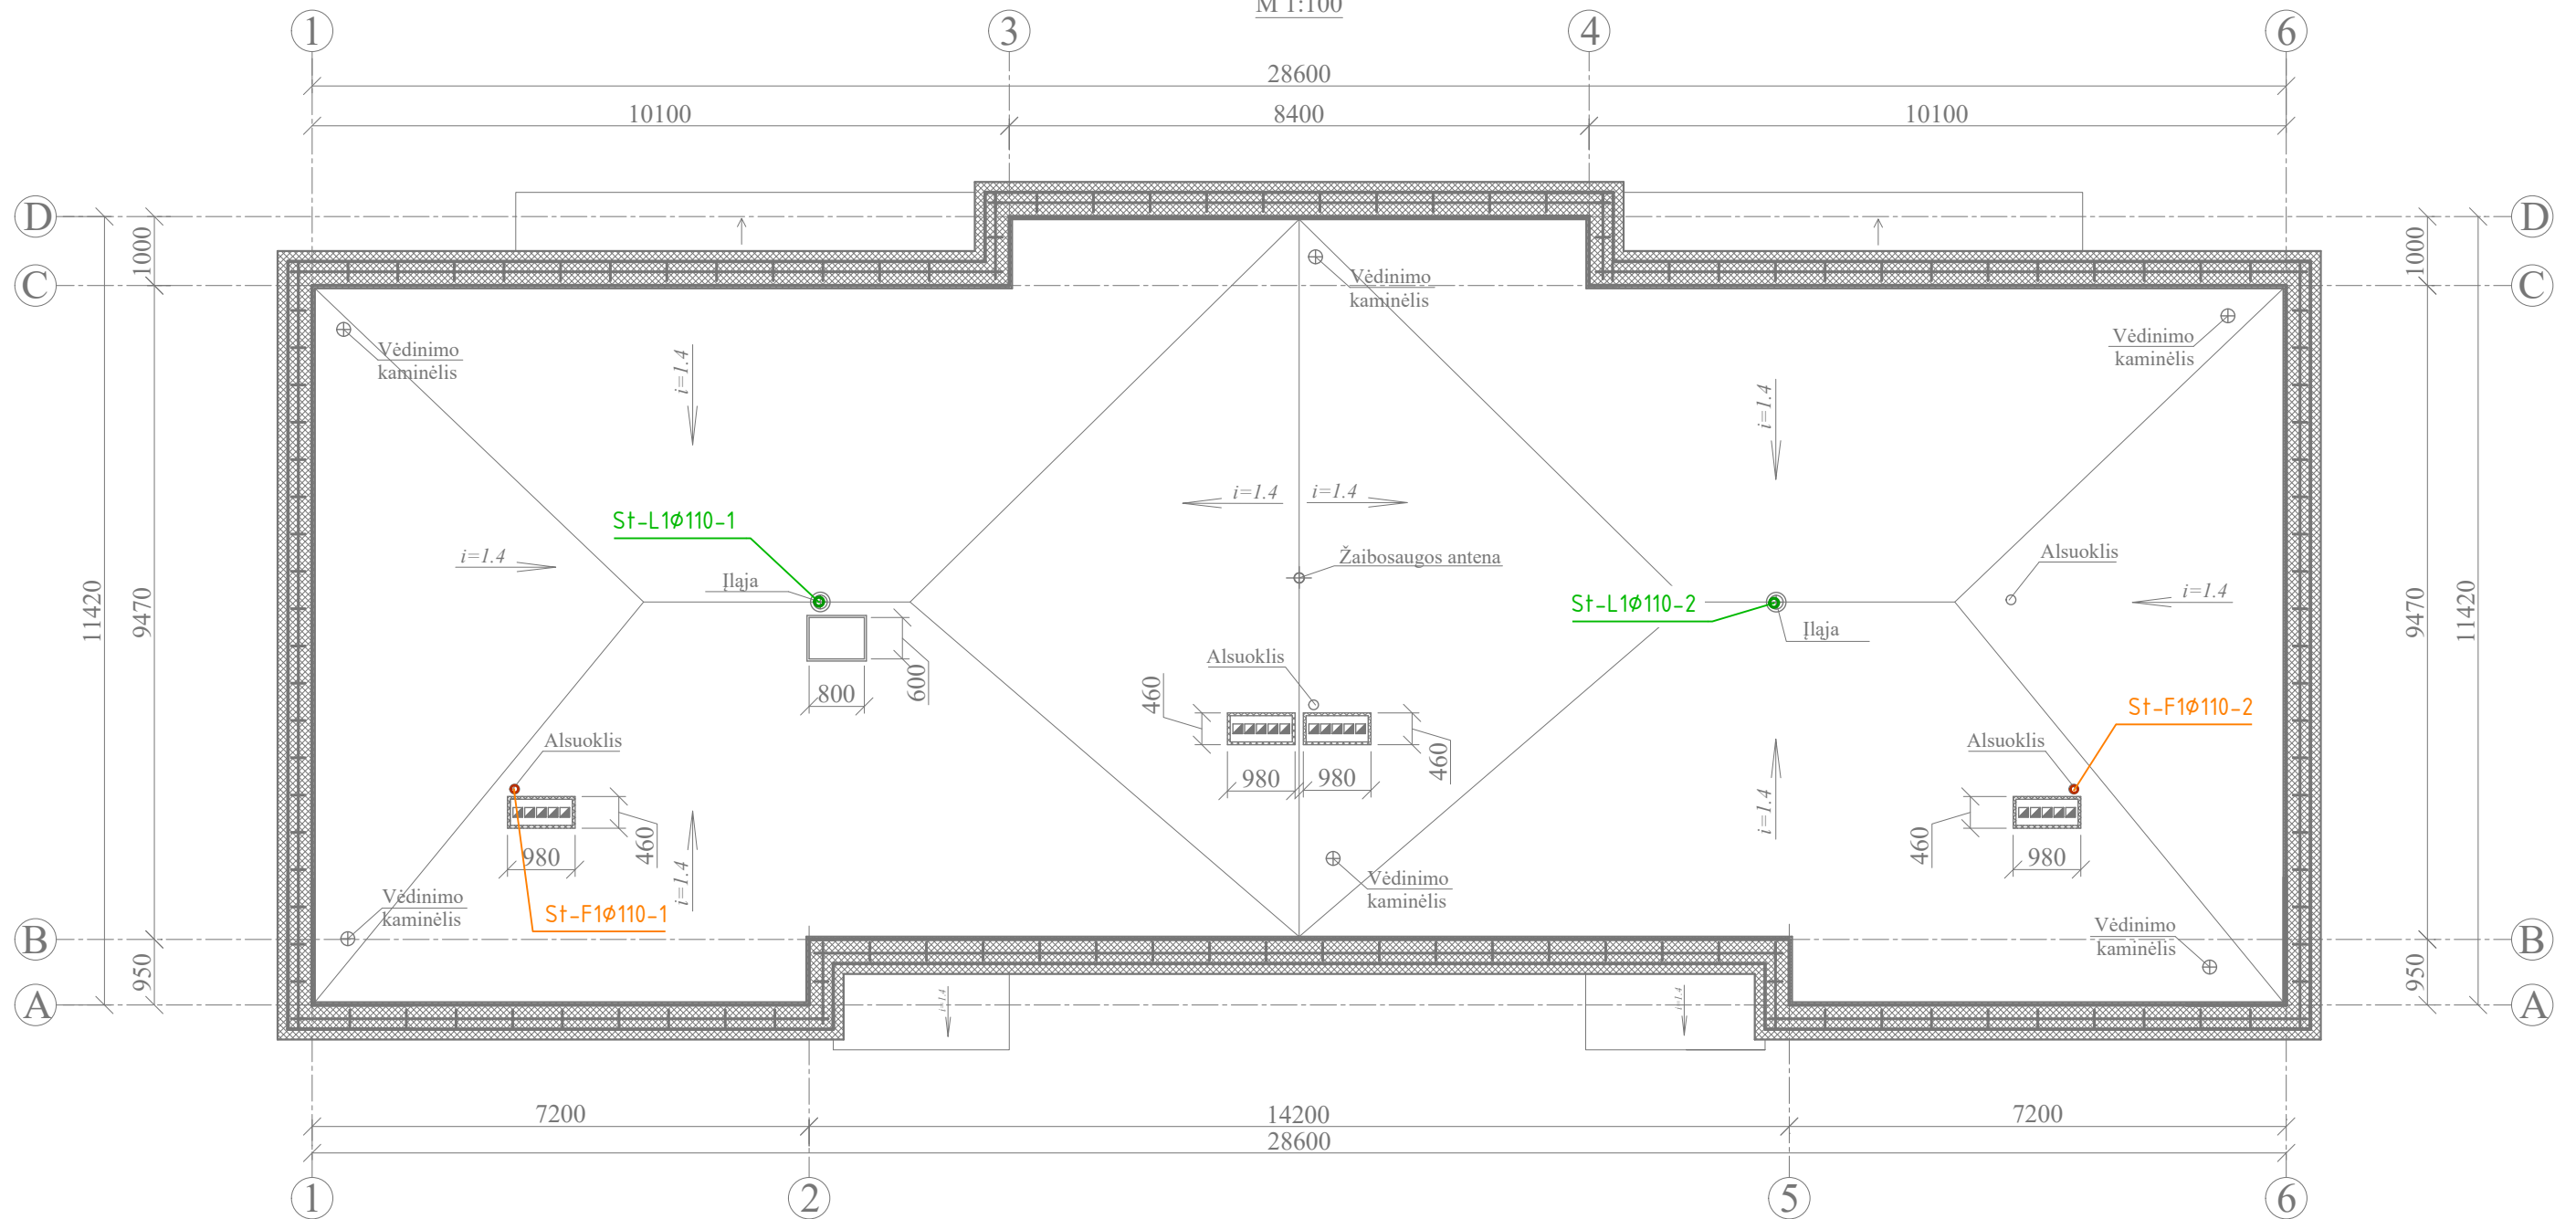 M 1:100
1
3
4
6
28600
10100
8400
10100
D
D
1000
1000
C
C
Vėdinimo
kaminėlis
Vėdinimo
kaminėlis
Vėdinimo
kaminėlis
i=1.4
i=1.4
i=1.4
i=1.4
St-L1Ø110-1
i=1.4
Įlaja
Žaibosaugos antena
Alsuoklis
St-L1Ø110-2
i=1.4
Įlaja
11420
9470
9470
11420
600
800
Alsuoklis
460
460
980
980
St-F1Ø110-2
Alsuoklis
Alsuoklis
460
980
i=1.4
i=1.4
460
980
Vėdinimo
kaminėlis
St-F1Ø110-1
Vėdinimo
kaminėlis
Vėdinimo
kaminėlis
B
B
950
950
A
A
i=1.4
i=1.4
7200
14200
7200
28600
1
2
5
6